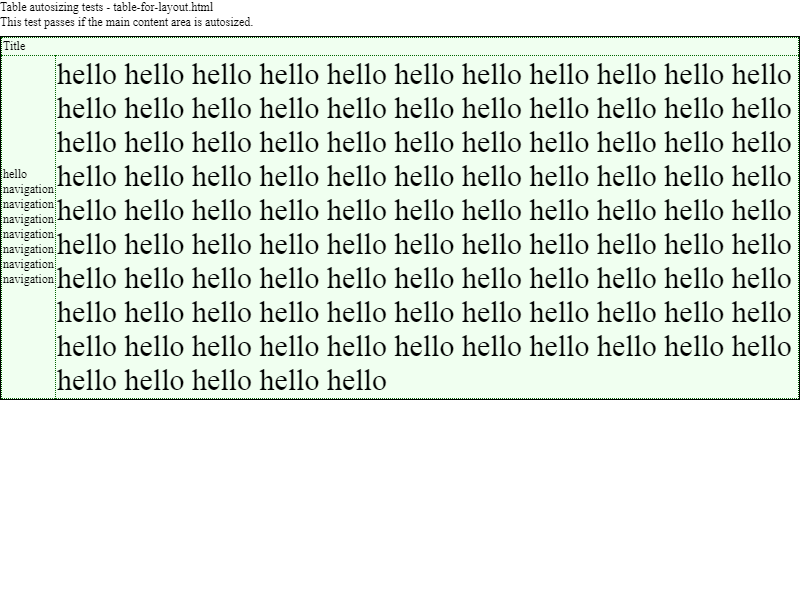 Table autosizing tests - table-for-layout.html
This test passes if the main content area is autosized.
Title
hello
navigation
navigation
navigation
navigation
navigation
navigation
navigation
hello hello hello hello hello hello hello hello hello hello hello
hello hello hello hello hello hello hello hello hello hello hello
hello hello hello hello hello hello hello hello hello hello hello
hello hello hello hello hello hello hello hello hello hello hello
hello hello hello hello hello hello hello hello hello hello hello
hello hello hello hello hello hello hello hello hello hello hello
hello hello hello hello hello hello hello hello hello hello hello
hello hello hello hello hello hello hello hello hello hello hello
hello hello hello hello hello hello hello hello hello hello hello
hello hello hello hello hello